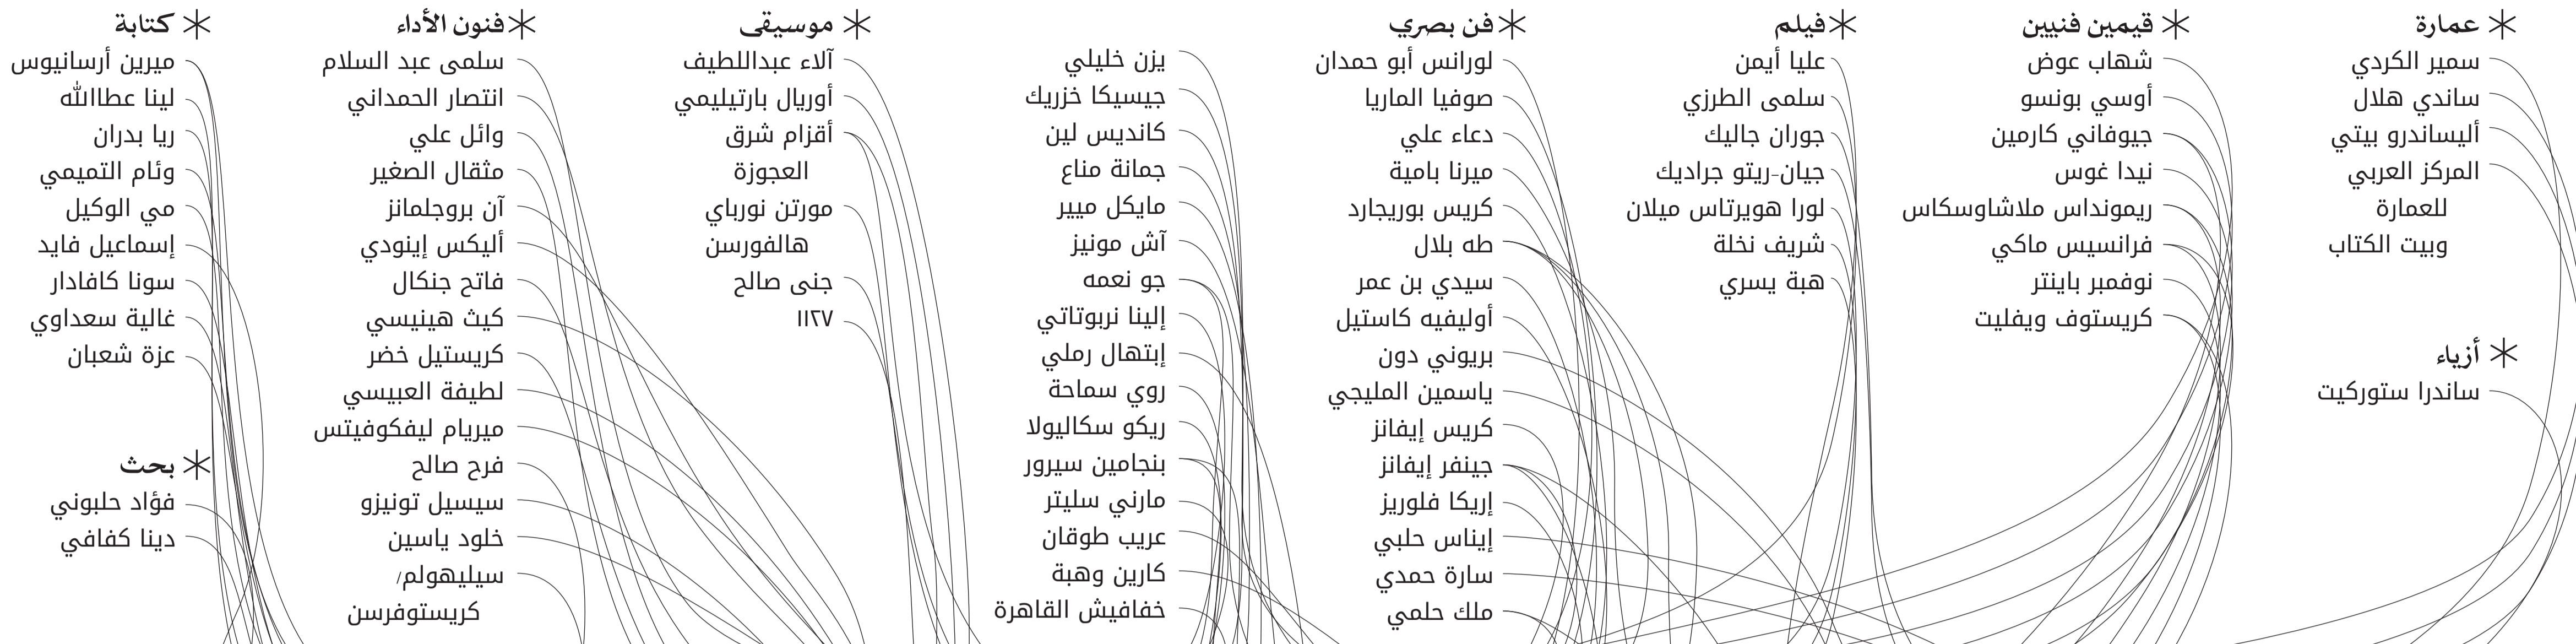 عمارة
سمير الكردي
ساندي هلال
أليساندرو بيتي
المركز العربي
للعمارة
وبيت الكتاب
أزياء
ساندرا ستوركيت
قيمين فنيين
شهاب عوض
أوسي بونسو
جيوفاني كارمين
نيدا غوس
ريمونداس ملاشاوسكاس
فرانسيس ماكي
نوفمبر باينتر
كريستوف ويفليت
فيلم
عليا أيمن
سلمى الطرزي
جوران جاليك
جيان-ريتو جراديك
لورا هويرتاس ميلان
شريف نخلة
هبة يسري
فن بصري
لورانس أبو حمدان
صوفيا الماريا
دعاء علي
ميرنا بامية
كريس بوريجارد
طه بلال
سيدي بن عمر
أوليفيه كاستيل
بريوني دون
ياسمين المليجي
كريس إيفانز
جينفر إيفانز
إريكا فلوريز
إيناس حلبي
سارة حمدي
ملك حلمي
يزن خليلي
جيسيكا خزريك
كانديس لين
جمانة مناع
مايكل ميير
آش مونيز
جو نعمه
إلينا نربوتاتي
إبتهال رملي
روي سماحة
ريكو سكاليولا
بنجامين سيرور
مارني سليتر
عريب طوقان
كارين وهبة
خفافيش القاهرة
موسيقى
آلاء عبداللطيف
أوريال بارتيليمي
أقزام شرق
العجوزة
مورتن نورباي
هالفورسن
جنى صالح
١١٢٧
فنون الأداء
سلمى عبد السلام
انتصار الحمداني
وائل علي
مثقال الصغير
آن بروجلمانز
أليكس إينودي
فاتح جنكال
كيث هينيسي
كريستيل خضر
لطيفة العبيسي
ميريام ليفكوفيتس
فرح صالح
سيسيل تونيزو
خلود ياسين
سيليهولم/
كريستوفرسن
كتابة
ميرين أرسانيوس
لينا عطاالله
ريا بدران
وئام التميمي
مي الوكيل
إسماعيل فايد
سونا كافادار
غالية سعداوي
عزة شعبان
بحث
فؤاد حلبوني
دينا كفافي